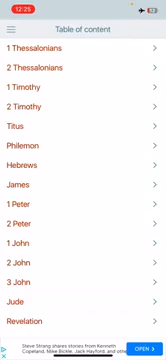 12:25
Table of content
1 Thessalonians
2 Thessalonians
1 Timothy
2 Timothy
Titus
Philemon
Hebrews
James
1 Peter
2 Peter
1 John
2 John
3 John
Jude
Revelation
Steve Strong shares stories from Kenneth
Copeland, Mike Bickle, Jack Hayford, and othe
OPEN